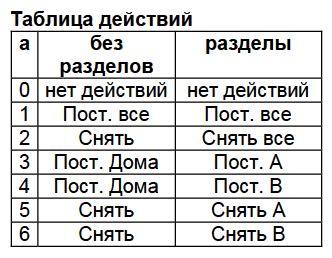 Таблица действий
а без разделы
разделов
0 нет действий нет действий
1 Пост. все Пост. все
2 Снять Снять все
3 Пост. Дома Пост. А
4 Пост. Дома Пост. В
5 Снять Снять А
6 Снять Снять В